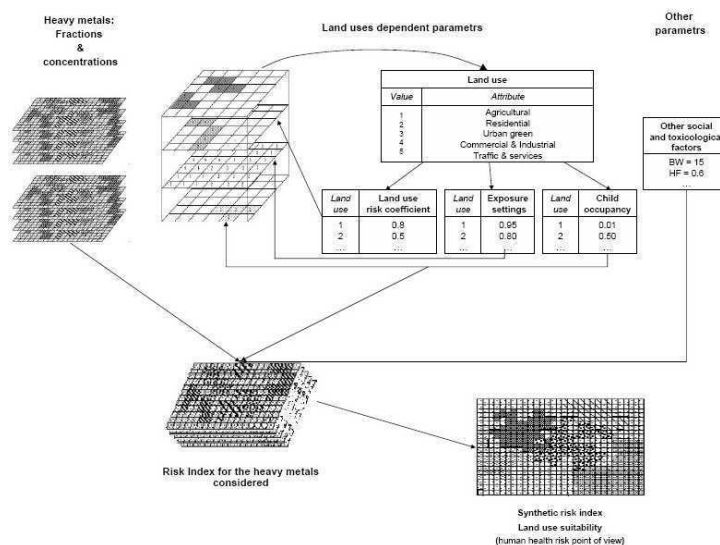 Heavy metals:
Fractions
&
concentrations
Land uses dependent parametrs
Other
parametrs
Land use
Value Attribute
1 Agricultural
2 Residential
3 Urban green
4 Commercial & Industrial
5 Traffic & services
Other social
and toxicological
factors
BW = 15
HF = 0.6
...
Land use Land use risk coefficient
1 0.8
2 0.5
... ...
Land use Exposure settings
1 0.95
2 0.80
... ...
Land use Child occupancy
1 0.01
2 0.50
... ...
Risk Index for the heavy metals
considered
Synthetic risk index
Land use suitability
(human health risk point of view)